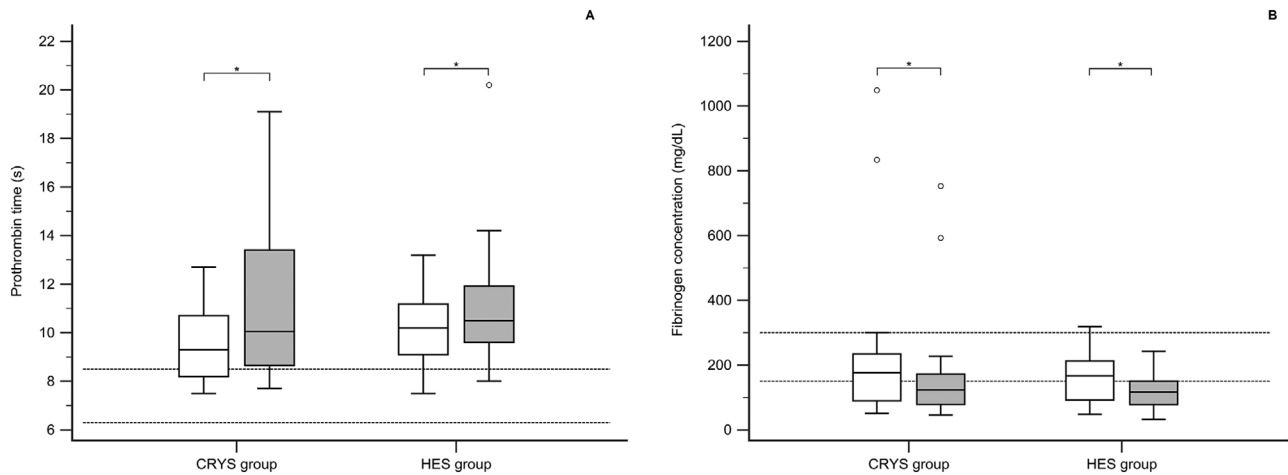 A
Prothrombin time (s)
22
20
18
16
14
12
10
8
6
*
*
CRYS group
HES group
B
Fibrinogen concentration (mg/dL)
1200
1000
800
600
400
200
0
*
*
CRYS group
HES group